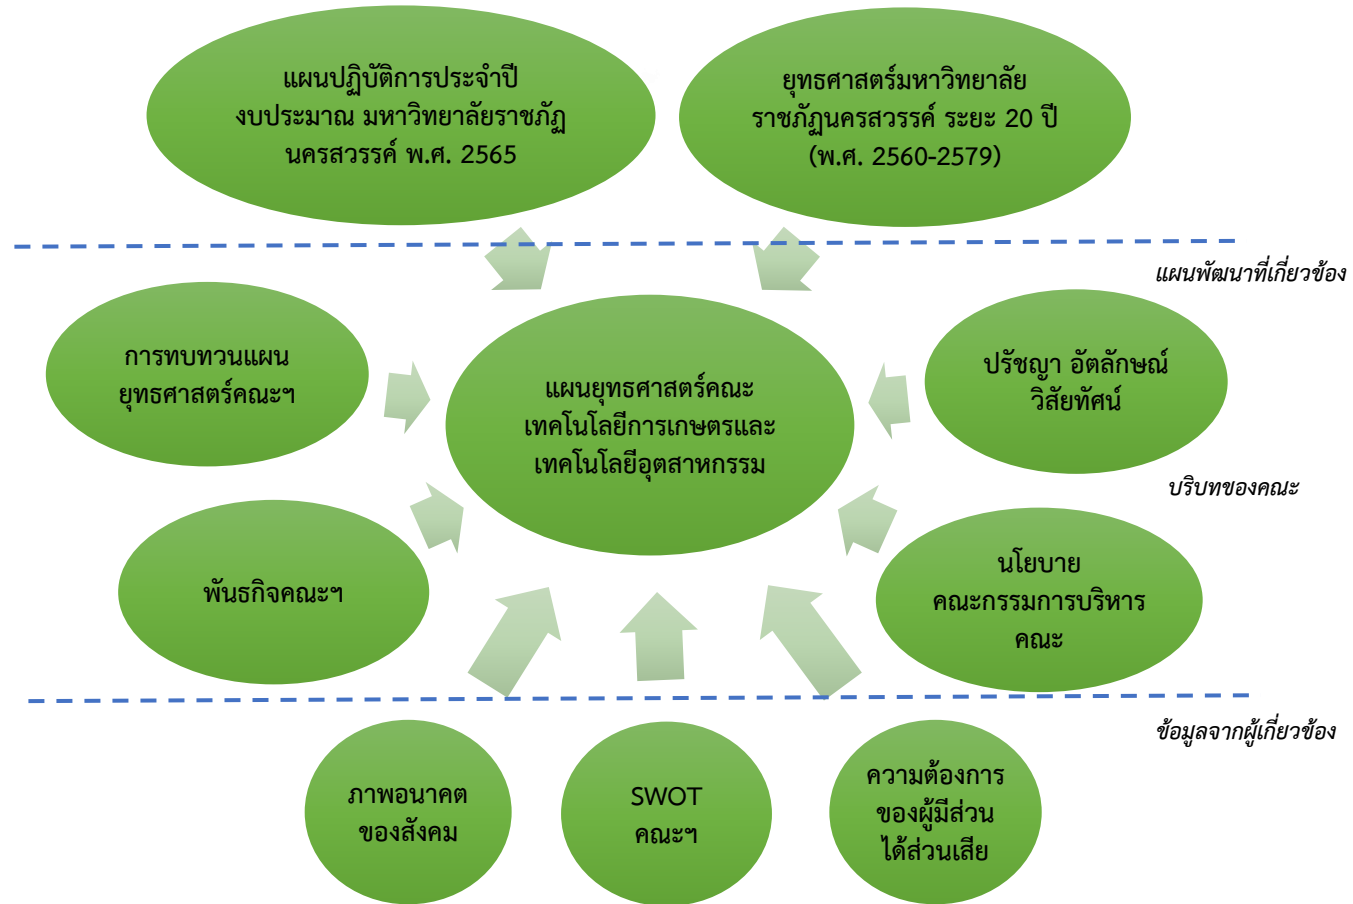 แผนปฏิบัติการประจำปี
งบประมาณ มหาวิทยาลัยราชภัฏ
นครสวรรค์ พ.ศ. 2565
ยุทธศาสตร์มหาวิทยาลัย
ราชภัฏนครสวรรค์ ระยะ 20 ปี
(พ.ศ. 2560-2579)
แผนพัฒนาที่เกี่ยวข้อง
การทบทวนแผน
ยุทธศาสตร์คณะฯ
แผนยุทธศาสตร์คณะ
เทคโนโลยีการเกษตรและ
เทคโนโลยีอุตสาหกรรม
ปรัชญา อัตลักษณ์
วิสัยทัศน์
บริบทของคณะ
พันธกิจคณะฯ
นโยบาย
คณะกรรมการบริหาร
คณะ
ข้อมูลจากผู้เกี่ยวข้อง
ภาพอนาคต
ของสังคม
SWOT
คณะฯ
ความต้องการ
ของผู้มีส่วน
ได้ส่วนเสีย